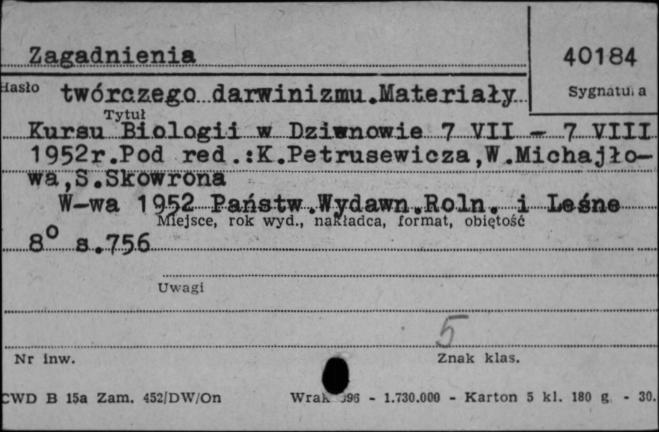 Zagadnienia
40184
Hasło
Sygnatura
twórczego darwinizmu.Materiały
Tytuł
Kursu Biologii w Dziwnowie 7 VII - 7 VIII
1952r.Pod red.:K.Petrusewicza,W.Michajło-
wa,S.Skowrona
W-wa 1952 Państw.Wydawn.Roln. i Leśne
Miejsce, rok wyd., nakładca, format, obiętość
8° s.756
Uwagi
5
Nr inw.
Znak klas.
CWD B 15a Zam. 452/DW/On
396 - 1.730.000 - Karton 5 kl. 180 g. - 30.